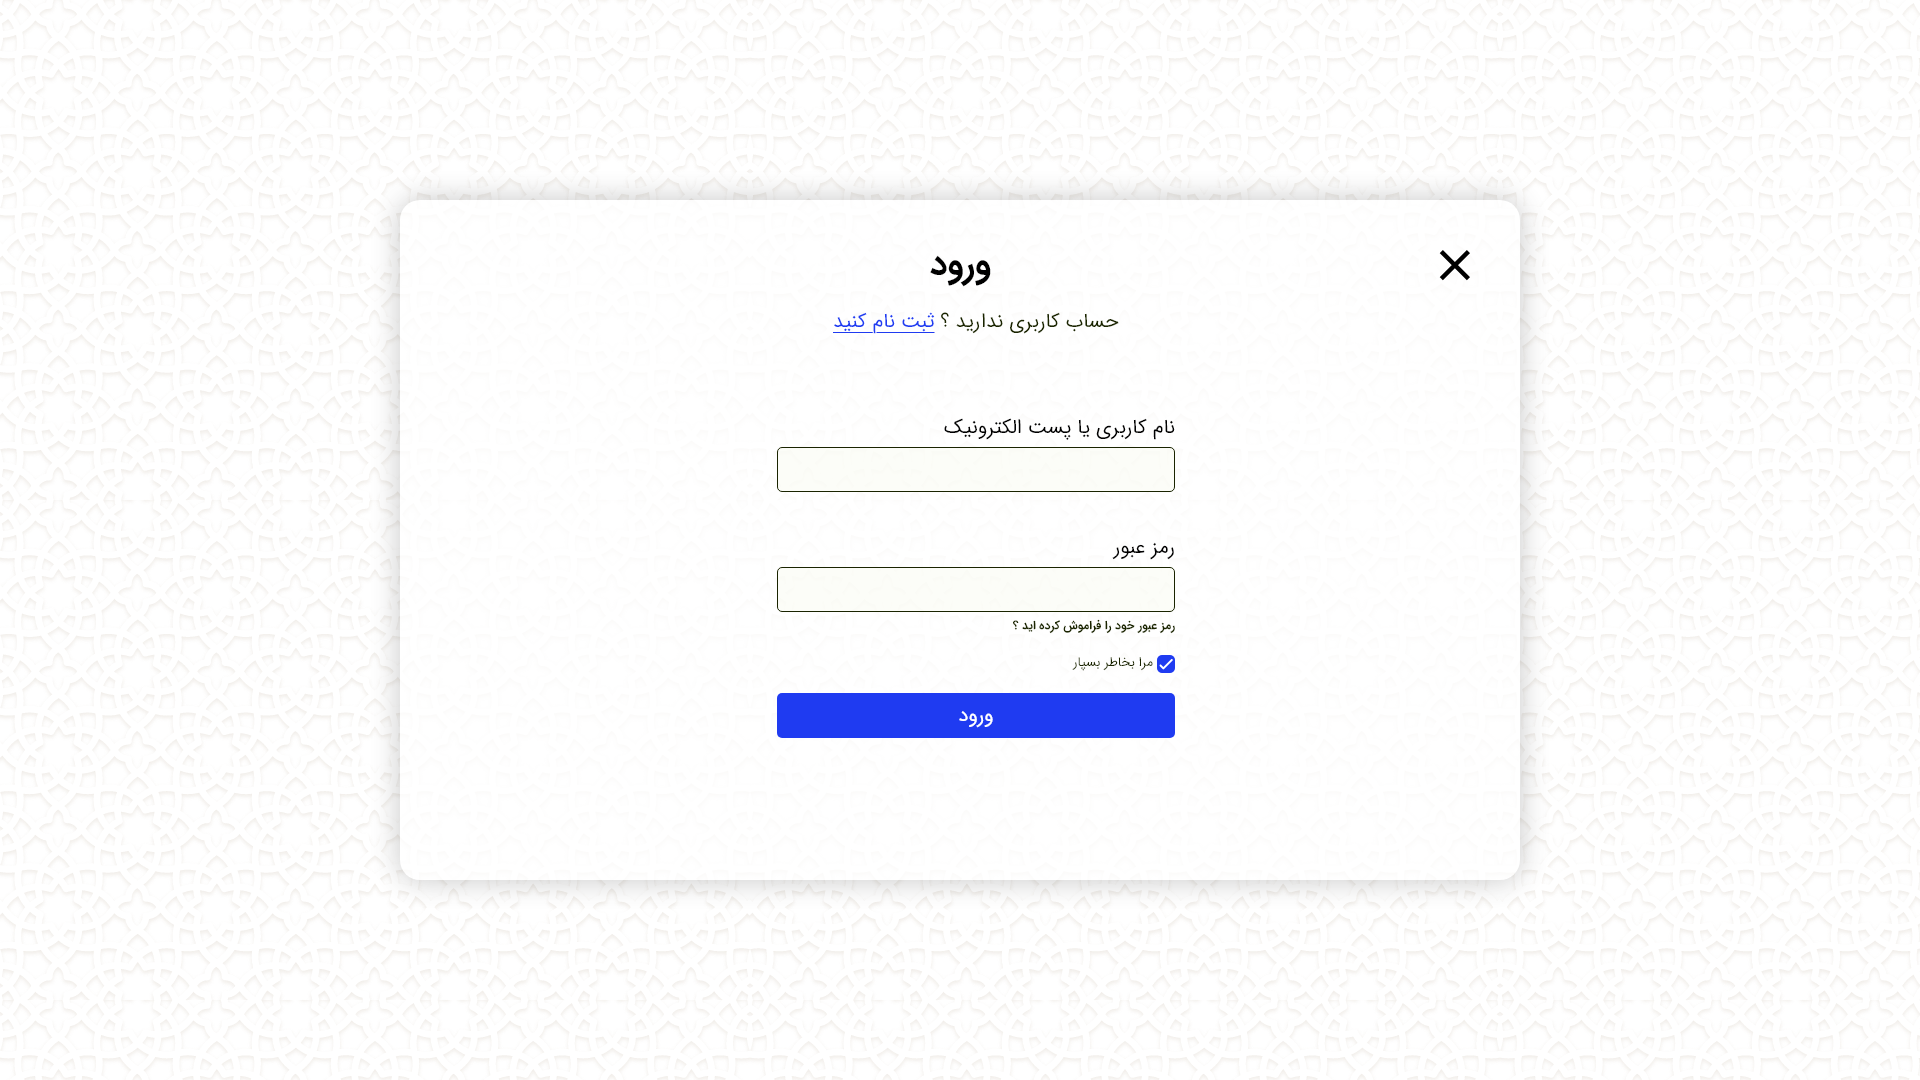 ورود
حساب کاربری ندارید ؟ ثبت نام کنید
نام کاربری یا پست الکترونیک
رمز عبور
رمز عبور خود را فراموش کرده اید ؟
مرا بخاطر بسپار
ورود